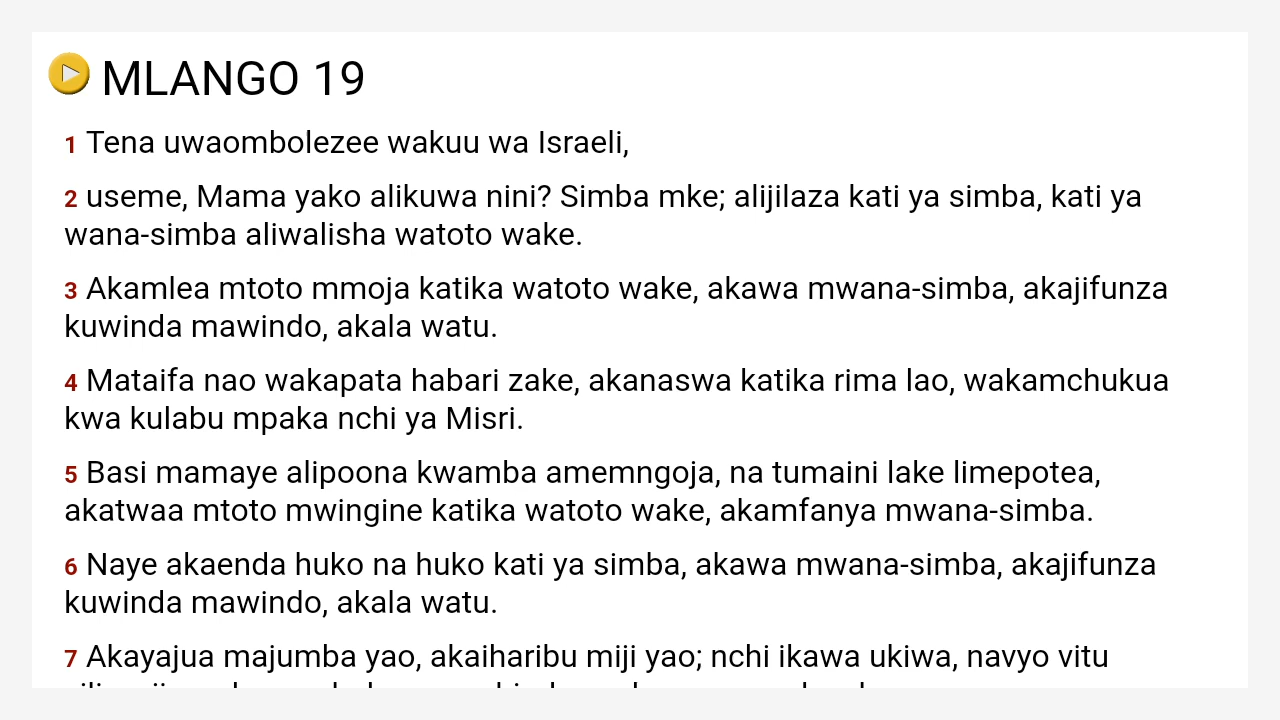 MLANGO 19
1 Tena uwaombolezee wakuu wa Israeli,
2 useme, Mama yako alikuwa nini? Simba mke; alijilaza kati ya simba, kati ya
wana-simba aliwalisha watoto wake.
3 Akamlea mtoto mmoja katika watoto wake, akawa mwana-simba, akajifunza
kuwinda mawindo, akala watu.
4 Mataifa nao wakapata habari zake, akanaswa katika rima lao, wakamchukua
kwa kulabu mpaka nchi ya Misri.
5 Basi mamaye alipoona kwamba amemngoja, na tumaini lake limepotea,
akatwaa mtoto mwingine katika watoto wake, akamfanya mwana-simba.
6 Naye akaenda huko na huko kati ya simba, akawa mwana-simba, akajifunza
kuwinda mawindo, akala watu.
7 Akayajua majumba yao, akaiharibu miji yao; nchi ikawa ukiwa, navyo vitu